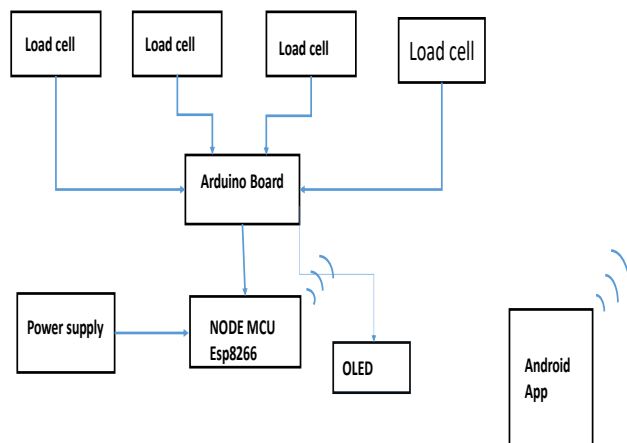 Load cell
Load cell
Load cell
Load cell
Arduino Board
Power supply
NODE MCU
Esp8266
OLED
Android
App